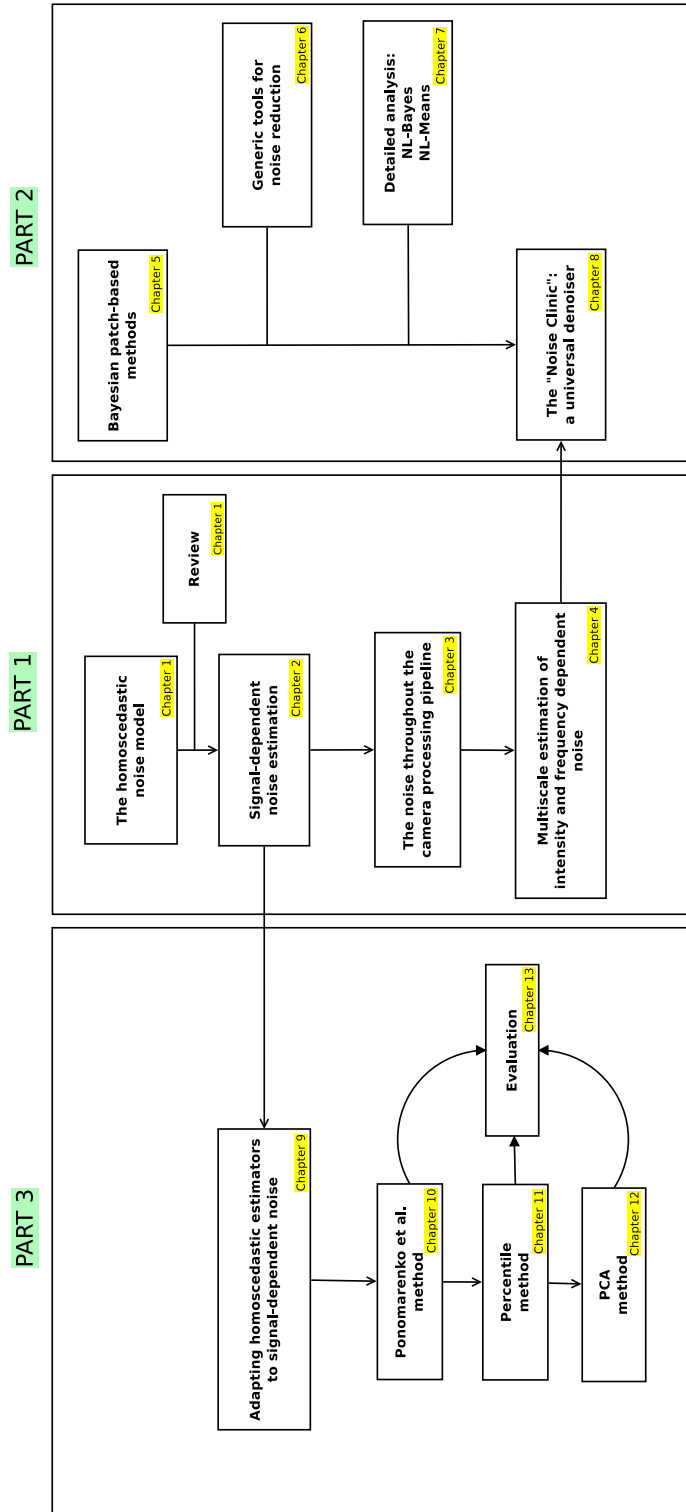 PART 3
Adapting homoscedastic estimators
to signal-dependent noise
Chapter 9
Ponomarenko et al.
method
Chapter 10
Percentile
method
Chapter 11
PCA
method
Chapter 12
Evaluation
Chapter 13
PART 1
The homoscedastic
noise model
Chapter 1
Review
Chapter 1
Signal-dependent
noise estimation
Chapter 2
The noise throughout the
camera processing pipeline
Chapter 3
Multiscale estimation of
intensity and frequency dependent
noise
Chapter 4
PART 2
Bayesian patch-based
methods
Chapter 5
Generic tools for
noise reduction
Chapter 6
Detailed analysis:
NL-Bayes
NL-Means
Chapter 7
The "Noise Clinic":
a universal denoiser
Chapter 8